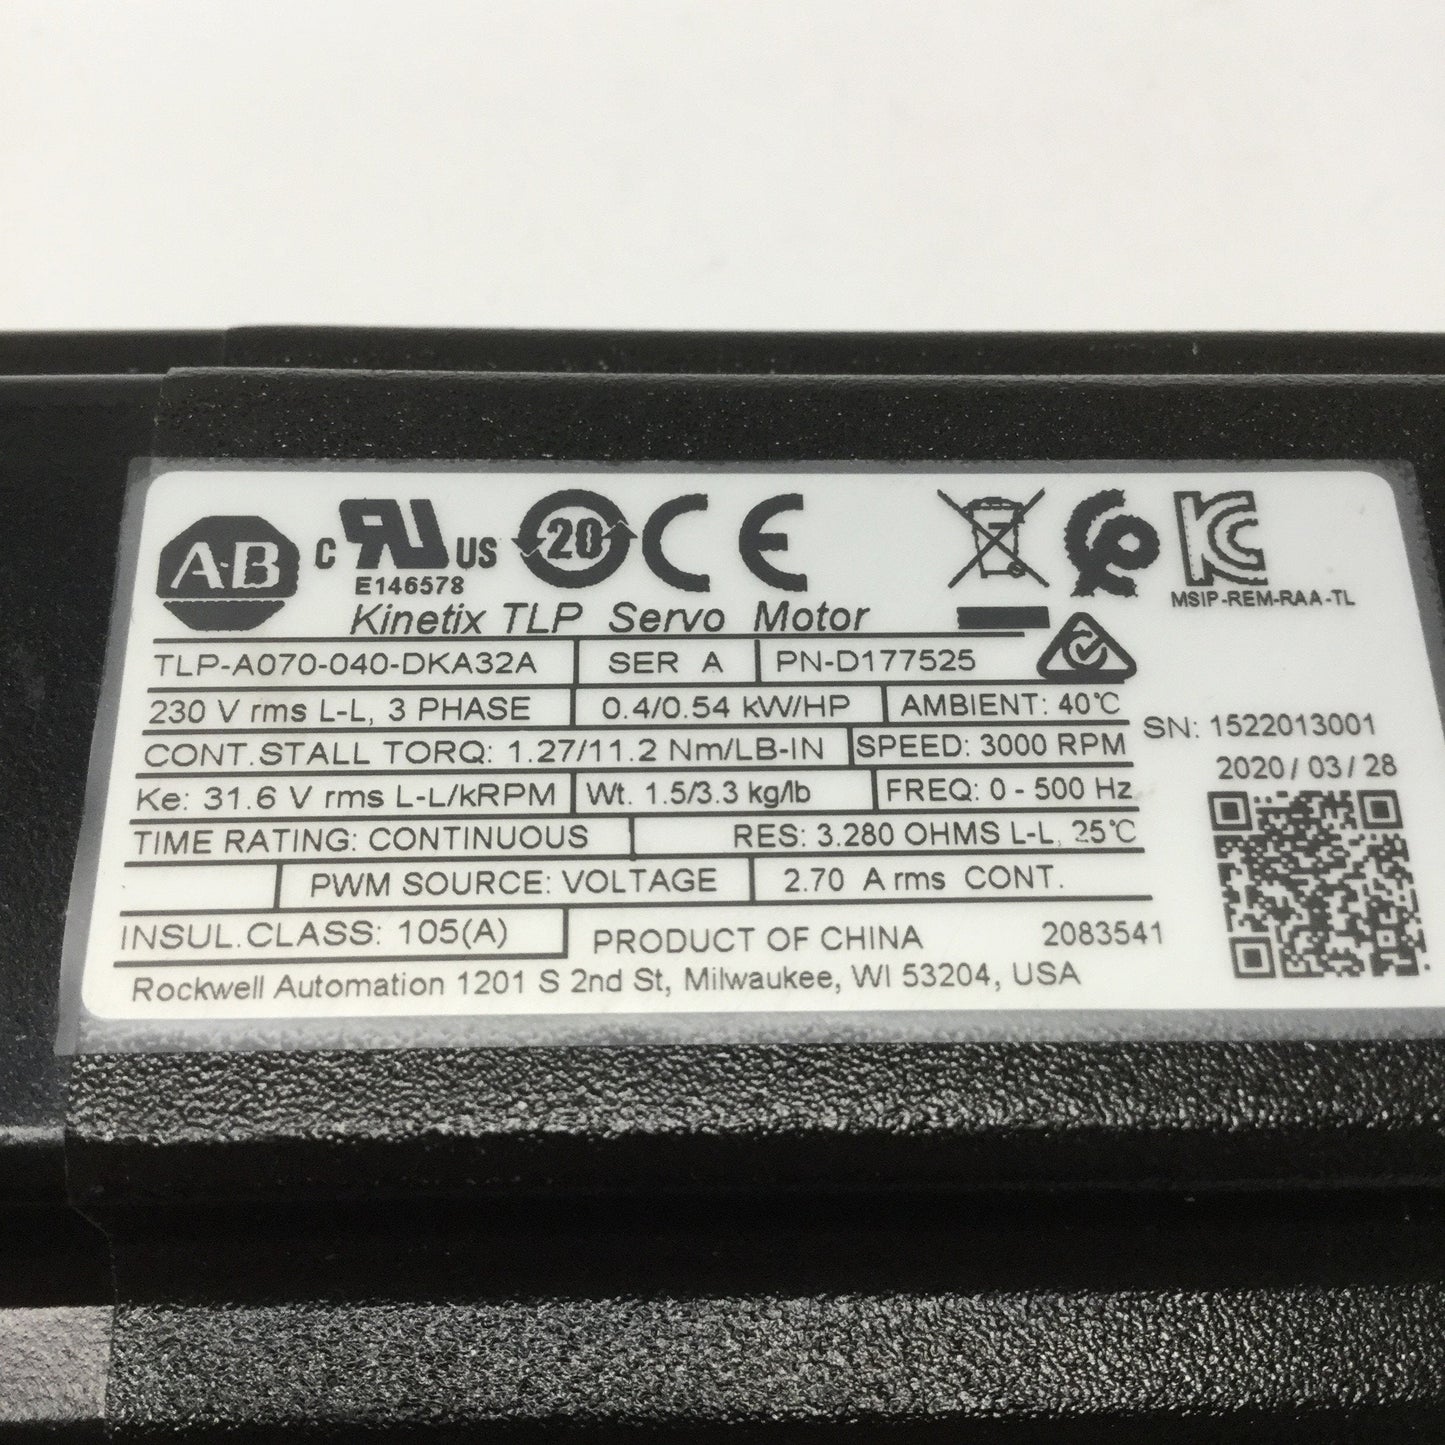 A-B
C RU US
E146578
20
CE
KC
MSIP-REM-RAA-TL
Kinetix TLP Servo Motor
TLP-A070-040-DKA32A SER A PN-D177525
230 V rms L-L, 3 PHASE 0.4/0.54 kW/HP AMBIENT: 40℃
CONT.STALL TORQ: 1.27/11.2 Nm/LB-IN SPEED: 3000 RPM
SN: 1522013001
2020/03/28
Ke: 31.6 V rms L-L/kRPM Wt. 1.5/3.3 kg/lb FREQ: 0 - 500 Hz
TIME RATING: CONTINUOUS RES: 3.280 OHMS L-L, 25℃
PWM SOURCE: VOLTAGE 2.70 A rms CONT.
INSUL.CLASS: 105(A) PRODUCT OF CHINA 2083541
Rockwell Automation 1201 S 2nd St, Milwaukee, WI 53204, USA